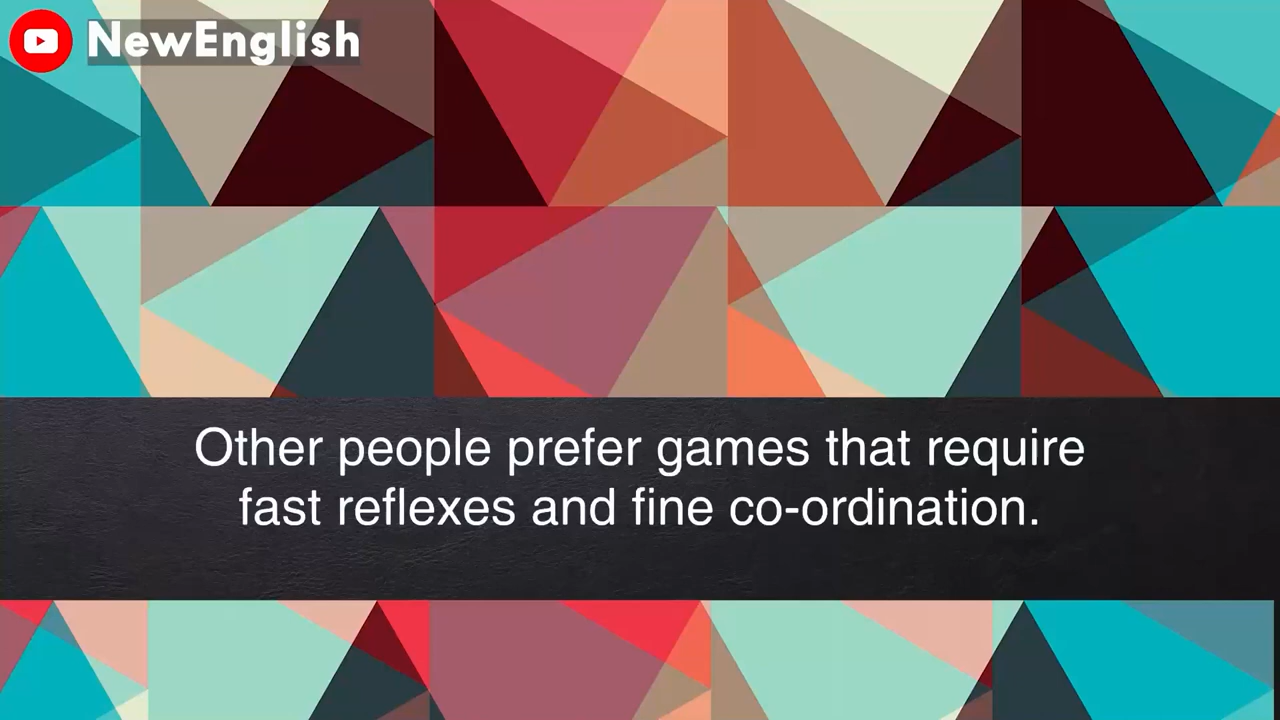 NewEnglish
Other people prefer games that require
fast reflexes and fine co-ordination.